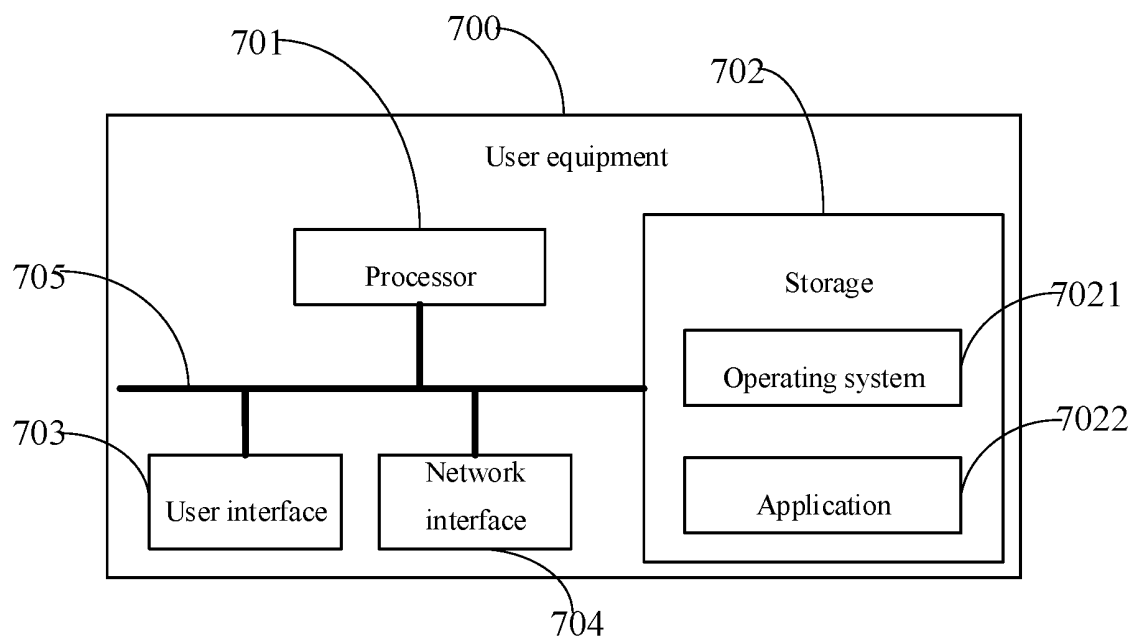 700
701
702
User equipment
Processor
705
Storage
7021
Operating system
7022
703
Network
interface
User interface
Application
704